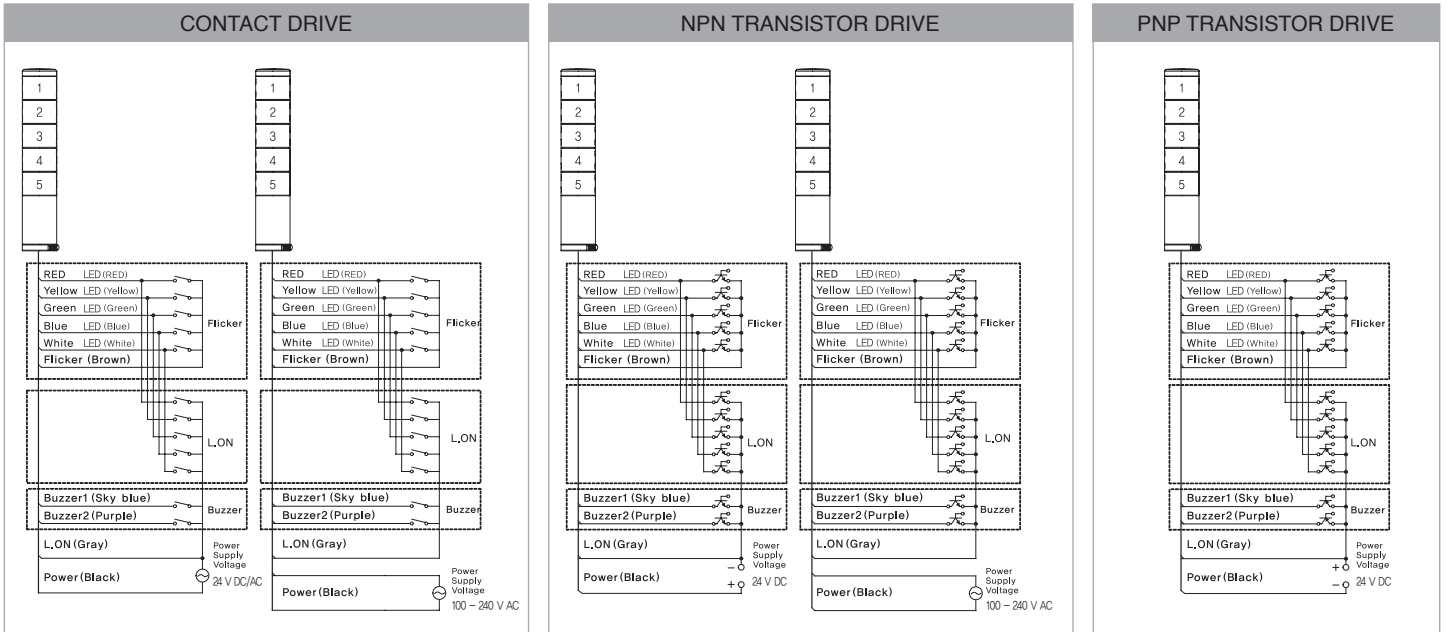 CONTACT DRIVE
1
2
3
4
5
RED LED (RED)
Yellow LED (Yellow)
Green LED (Green)
Blue LED (Blue)
White LED (White)
Flicker (Brown)
Flicker
L.ON
Buzzer1 (Sky blue)
Buzzer2 (Purple)
Buzzer
L.ON (Gray)
Power (Black)
Power
Supply
Voltage
24 V DC/AC
1
2
3
4
5
RED LED (RED)
Yellow LED (Yellow)
Green LED (Green)
Blue LED (Blue)
White LED (White)
Flicker (Brown)
Flicker
L.ON
Buzzer1 (Sky blue)
Buzzer2 (Purple)
Buzzer
L.ON (Gray)
Power (Black)
Power
Supply
Voltage
100 – 240 V AC
NPN TRANSISTOR DRIVE
1
2
3
4
5
RED LED (RED)
Yellow LED (Yellow)
Green LED (Green)
Blue LED (Blue)
White LED (White)
Flicker (Brown)
Flicker
L.ON
Buzzer1 (Sky blue)
Buzzer2 (Purple)
Buzzer
L.ON (Gray)
Power (Black)
Power
Supply
Voltage
–
+
24 V DC
1
2
3
4
5
RED LED (RED)
Yellow LED (Yellow)
Green LED (Green)
Blue LED (Blue)
White LED (White)
Flicker (Brown)
Flicker
L.ON
Buzzer1 (Sky blue)
Buzzer2 (Purple)
Buzzer
L.ON (Gray)
Power (Black)
Power
Supply
Voltage
100 – 240 V AC
PNP TRANSISTOR DRIVE
1
2
3
4
5
RED LED (RED)
Yellow LED (Yellow)
Green LED (Green)
Blue LED (Blue)
White LED (White)
Flicker (Brown)
Flicker
L.ON
Buzzer1 (Sky blue)
Buzzer2 (Purple)
Buzzer
L.ON (Gray)
Power (Black)
Power
Supply
Voltage
+
–
24 V DC